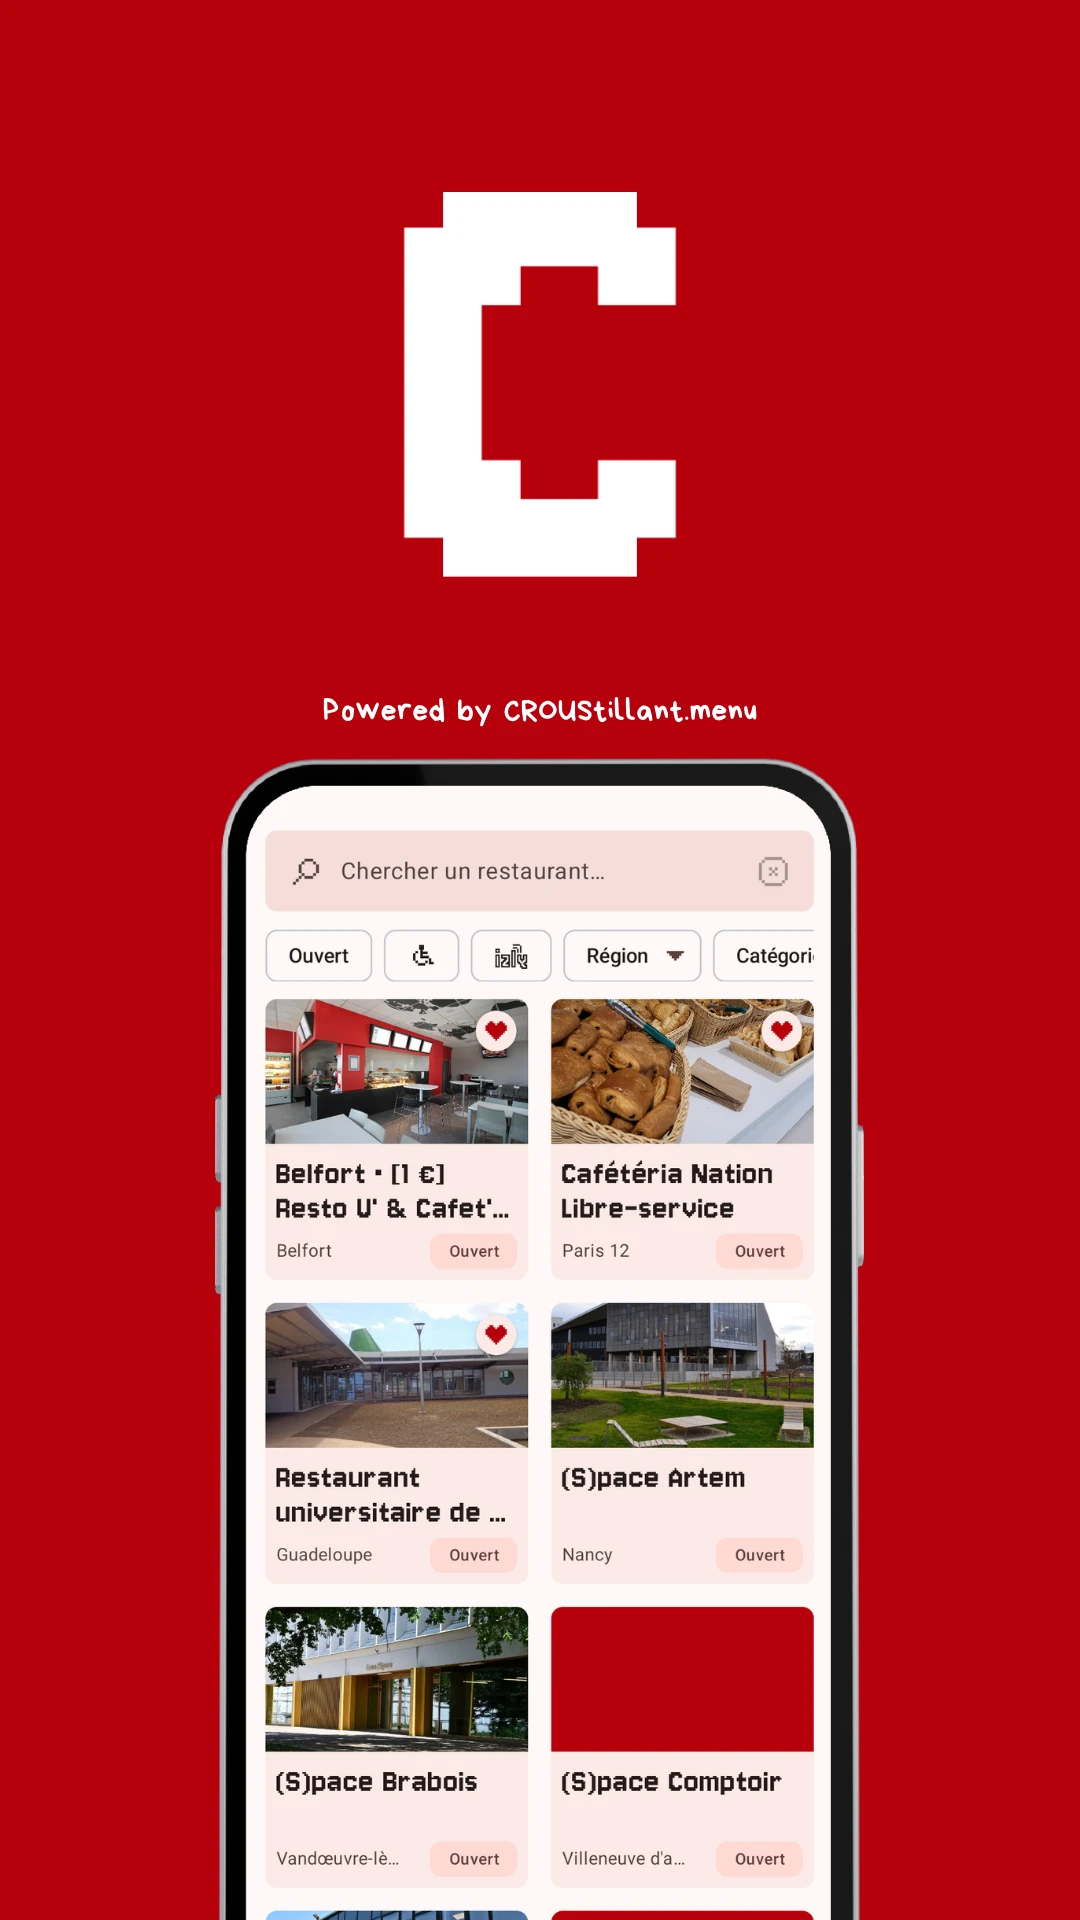 C
Powered by CROUStillant.menu
Chercher un restaurant...
Ouvert
izly
Région
Catégori
Belfort • [1 €]
Resto U' & Cafet'...
Belfort
Ouvert
Cafétéria Nation
Libre-service
Paris 12
Ouvert
Restaurant
universitaire de ...
Guadeloupe
Ouvert
(S)pace Artem
Nancy
Ouvert
(S)pace Brabois
Vandœuvre-lè...
Ouvert
(S)pace Comptoir
Villeneuve d'a...
Ouvert